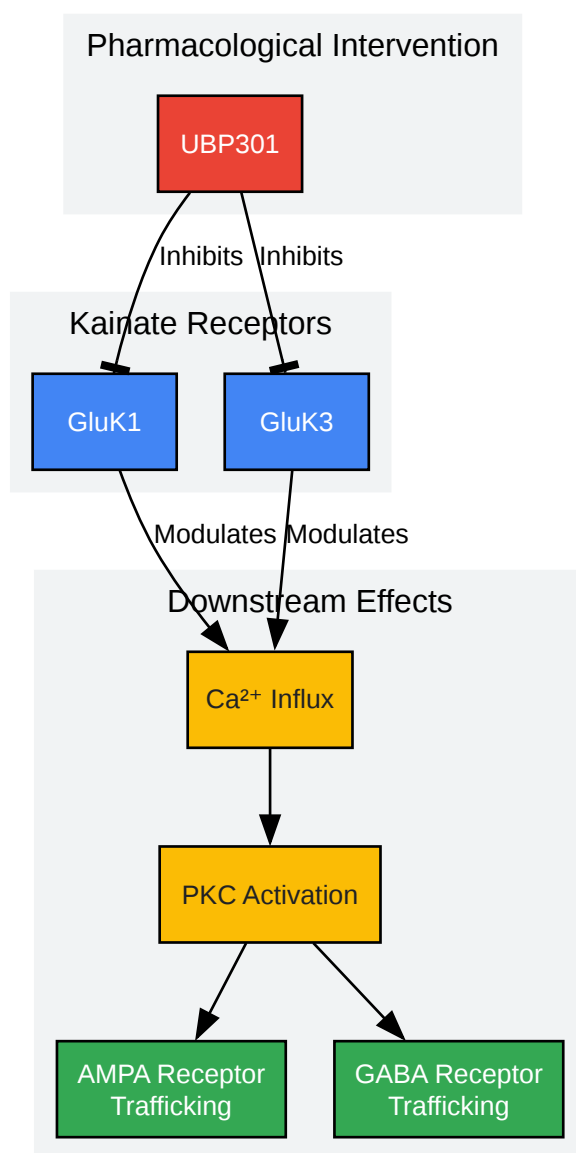 Pharmacological Intervention
UBP301
Inhibits
Inhibits
Kainate Receptors
GluK1
GluK3
Modulates
Modulates
Downstream Effects
Ca²⁺ Influx
PKC Activation
AMPA Receptor
Trafficking
GABA Receptor
Trafficking